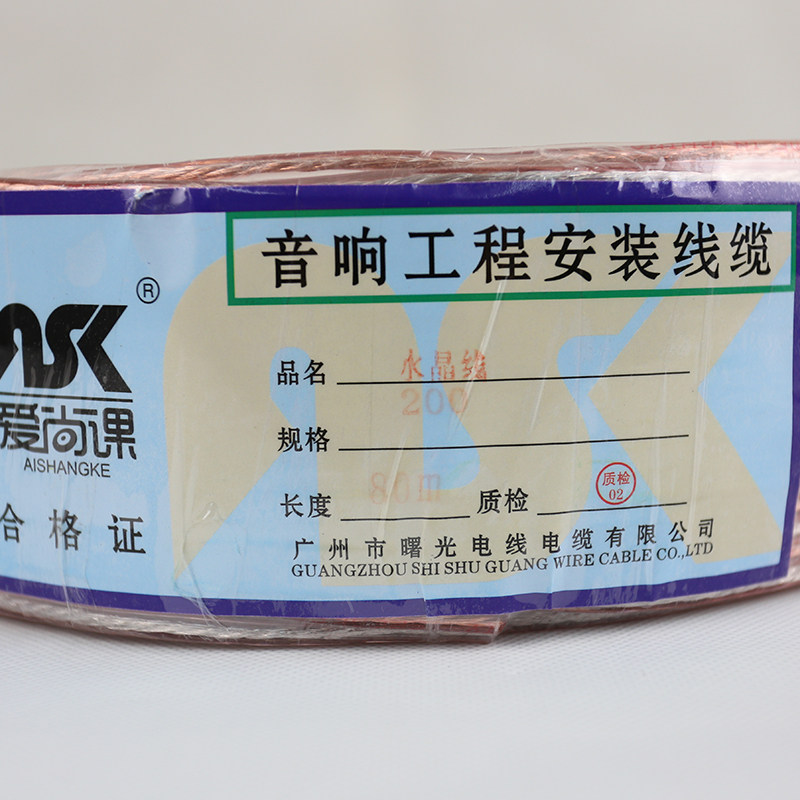 音响工程安装线缆
ASK®
爱尚课
AISHANGKE
合格证
品名 水晶线
200
规格
长度 80m 质检 质检 02
广州市曙光电线电缆有限公司
GUANGZHOU SHI SHU GUANG WIRE CABLE CO.,LTD